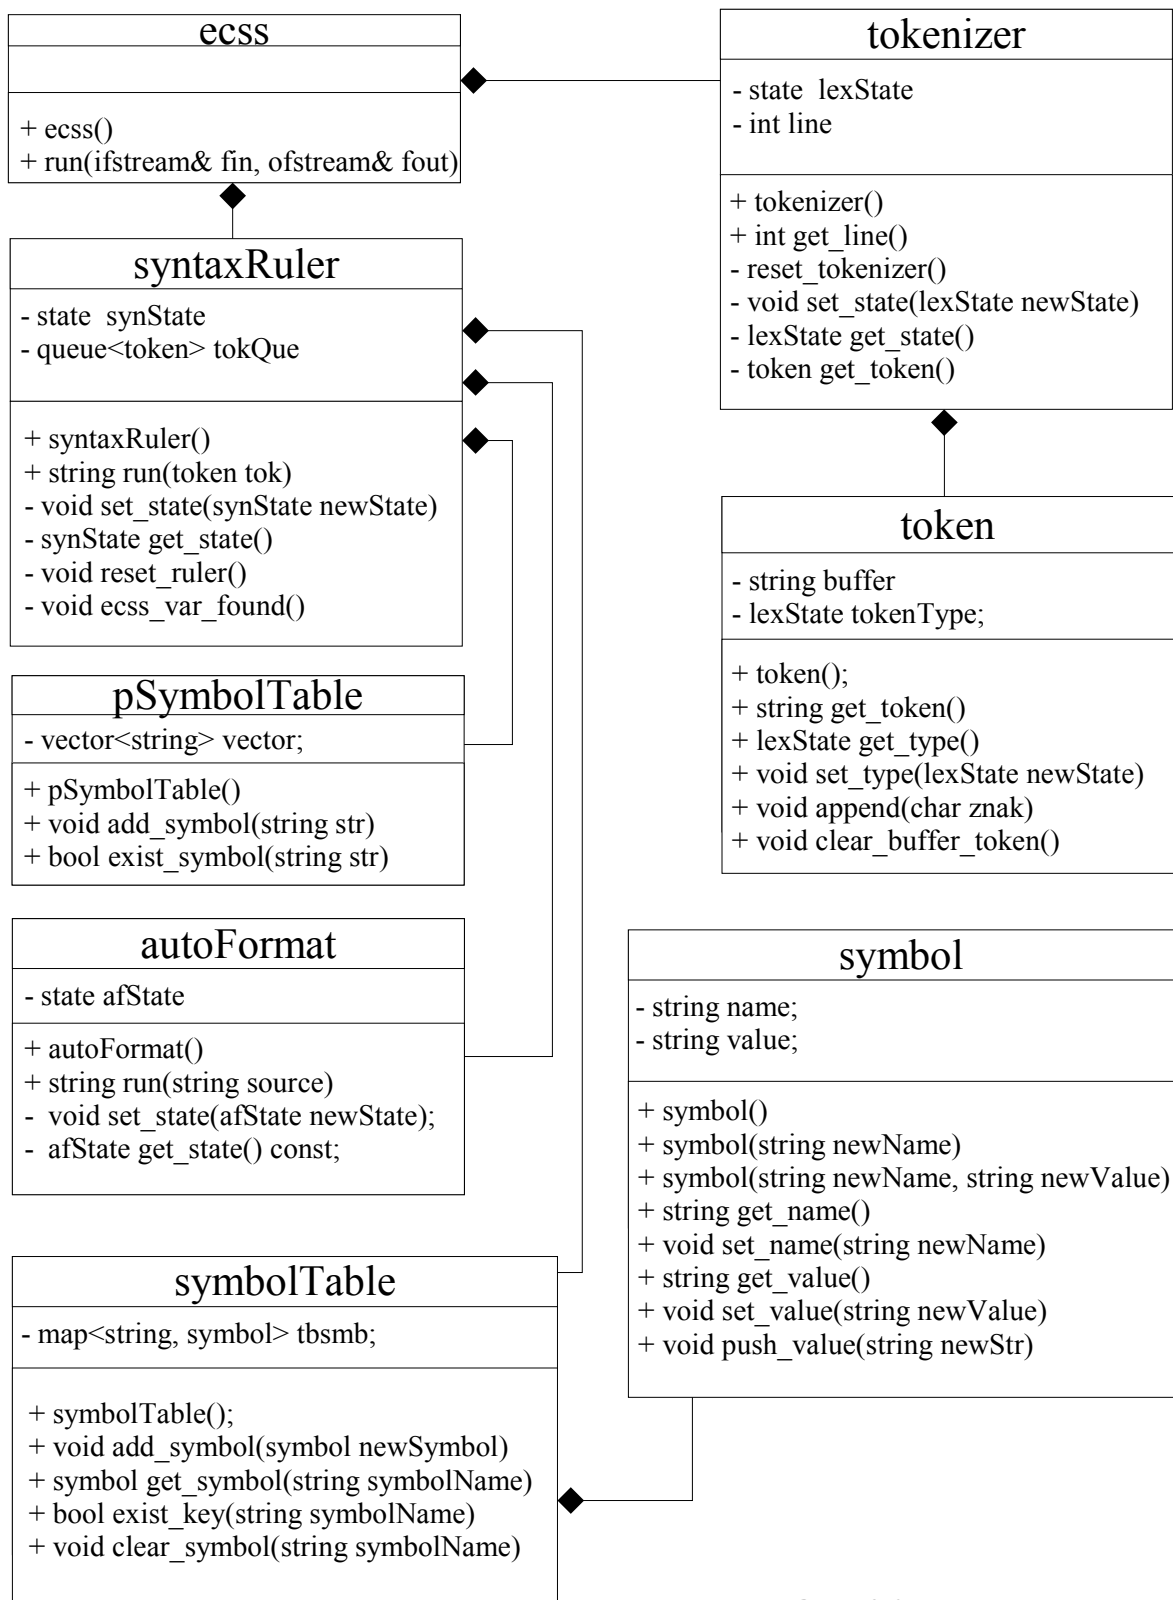 ecss
+ ecss()
+ run(ifstream& fin, ofstream& fout)
tokenizer
- state lexState
- int line
+ tokenizer()
+ int get_line()
- reset_tokenizer()
- void set_state(lexState newState)
- lexState get_state()
- token get_token()
syntaxRuler
- state synState
- queue<token> tokQue
+ syntaxRuler()
+ string run(token tok)
- void set_state(synState newState)
- synState get_state()
- void reset_ruler()
- void ecss_var_found()
token
- string buffer
- lexState tokenType;
+ token();
+ string get_token()
+ lexState get_type()
+ void set_type(lexState newState)
+ void append(char znak)
+ void clear_buffer_token()
pSymbolTable
- vector<string> vector;
+ pSymbolTable()
+ void add_symbol(string str)
+ bool exist_symbol(string str)
autoFormat
- state afState
+ autoFormat()
+ string run(string source)
- void set_state(afState newState);
- afState get_state() const;
symbol
- string name;
- string value;
+ symbol()
+ symbol(string newName)
+ symbol(string newName, string newValue)
+ string get_name()
+ void set_name(string newName)
+ string get_value()
+ void set_value(string newValue)
+ void push_value(string newStr)
symbolTable
- map<string, symbol> tbsmb;
+ symbolTable();
+ void add_symbol(symbol newSymbol)
+ symbol get_symbol(string symbolName)
+ bool exist_key(string symbolName)
+ void clear_symbol(string symbolName)